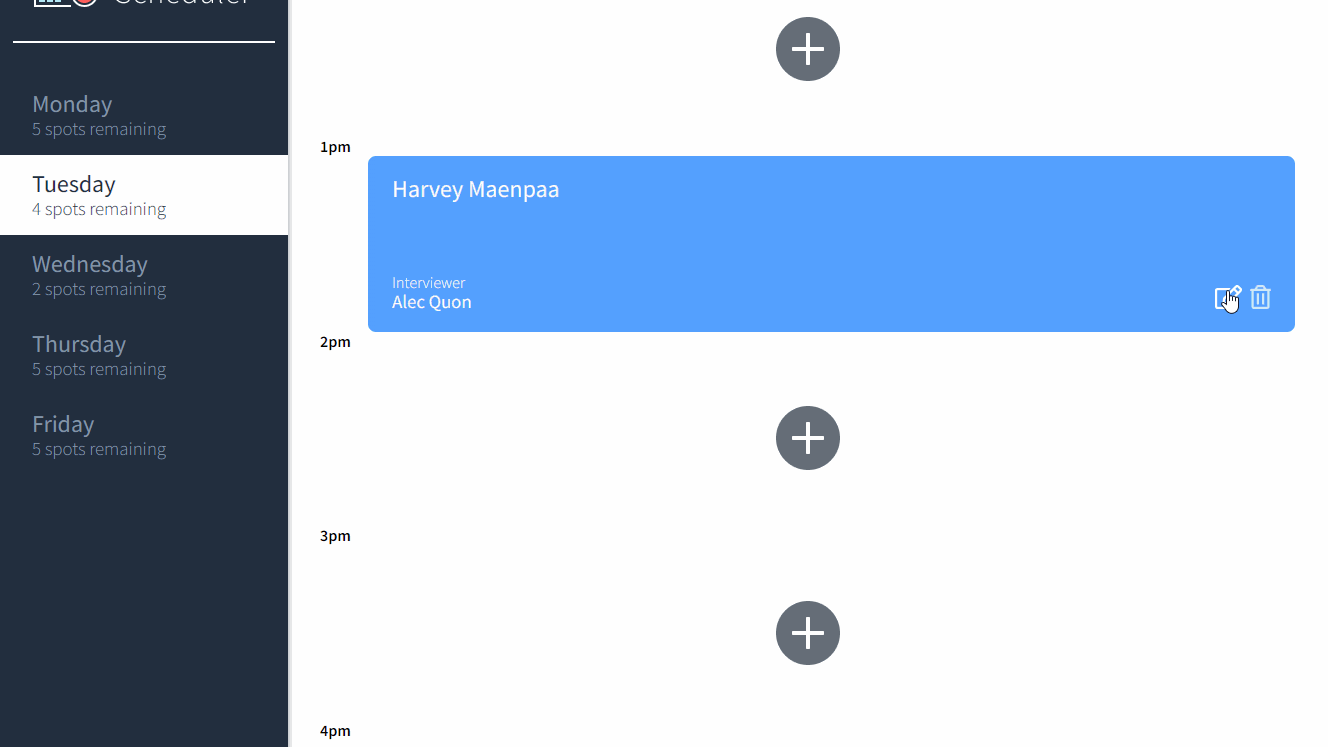 Scheduler
Monday
5 spots remaining
Tuesday
4 spots remaining
Wednesday
2 spots remaining
Thursday
5 spots remaining
Friday
5 spots remaining
1pm
Harvey Maenpaa
Interviewer
Alec Quon
2pm
3pm
4pm